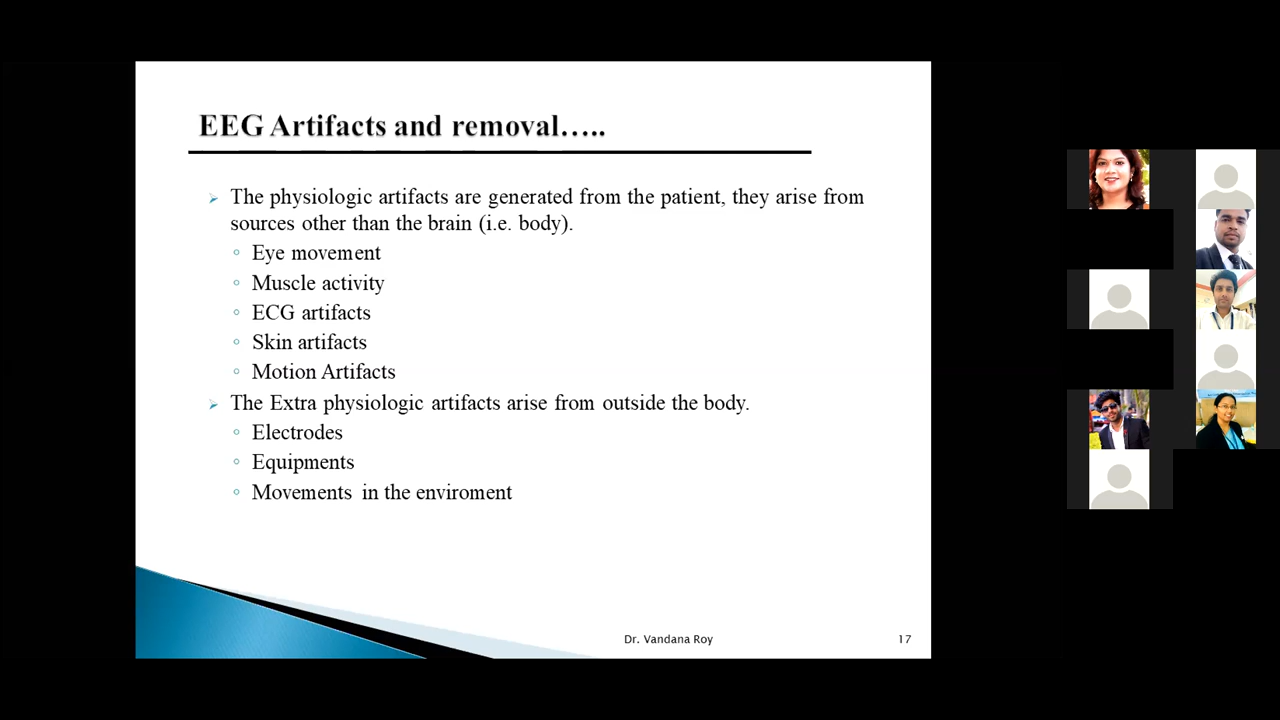 EEG Artifacts and removal…..
➢ The physiologic artifacts are generated from the patient, they arise from
sources other than the brain (i.e. body).
◦ Eye movement
◦ Muscle activity
◦ ECG artifacts
◦ Skin artifacts
◦ Motion Artifacts
➢ The Extra physiologic artifacts arise from outside the body.
◦ Electrodes
◦ Equipments
◦ Movements in the enviroment
Dr. Vandana Roy
17